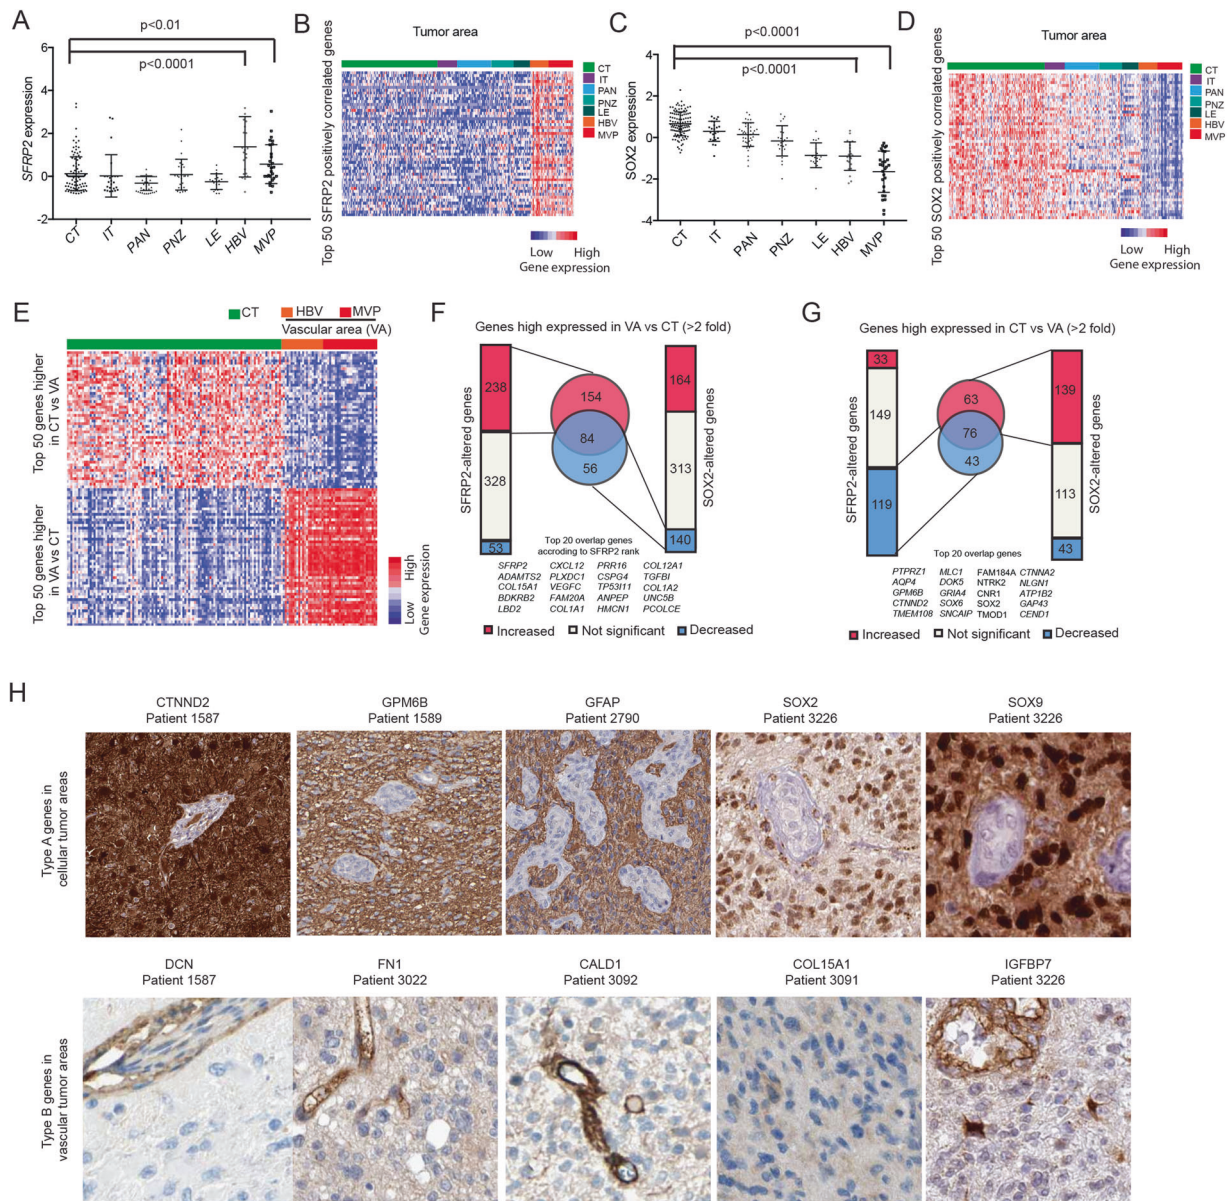 A
p<0.01
p<0.0001
SFRP2 expression
6
4
2
0
-2
CT
IT
PAN
PNZ
LE
HBV
MVP
B
Tumor area
Top 50 SFRP2 positively correlated genes
CT
IT
PAN
PNZ
LE
HBV
MVP
Low
High
Gene expression
C
p<0.0001
p<0.0001
SOX2 expression
4
2
0
-2
-4
CT
IT
PAN
PNZ
LE
HBV
MVP
D
Tumor area
Top 50 SOX2 positively correlated genes
CT
IT
PAN
PNZ
LE
HBV
MVP
Low
High
Gene expression
E
CT
HBV
MVP
Vascular area (VA)
Top 50 genes higher
in CT vs VA
Top 50 genes higher
in VA vs CT
High
Low
Gene expression
F
Genes high expressed in VA vs CT (>2 fold)
SFRP2-altered genes
238
328
53
154
84
56
164
313
140
SOX2-altered genes
Top 20 overlap genes
accroding to SFRP2 rank
SFRP2 CXCL12 PRR16 COL12A1
ADAMTS2 PLXDC1 CSPG4 TGFBI
COL15A1 VEGFC TP53I11 COL1A2
BDKRB2 FAM20A ANPEP UNC5B
LBD2 COL1A1 HMCN1 PCOLCE
Increased
Not significant
Decreased
G
Genes high expressed in CT vs VA (>2 fold)
SFRP2-altered genes
33
149
119
63
76
43
139
113
43
SOX2-altered genes
Top 20 overlap genes
PTPRZ1 MLC1 FAM184A CTNNA2
AQP4 DOK5 NTRK2 NLGN1
GPM6B GRIA4 CNR1 ATP1B2
CTNND2 SOX6 SOX2 GAP43
TMEM108 SNCAIP TMOD1 CEND1
Increased
Not significant
Decreased
H
Type A genes in
cellular tumor areas
CTNND2
Patient 1587
GPM6B
Patient 1589
GFAP
Patient 2790
SOX2
Patient 3226
SOX9
Patient 3226
Type B genes in
vascular tumor areas
DCN
Patient 1587
FN1
Patient 3022
CALD1
Patient 3092
COL15A1
Patient 3091
IGFBP7
Patient 3226